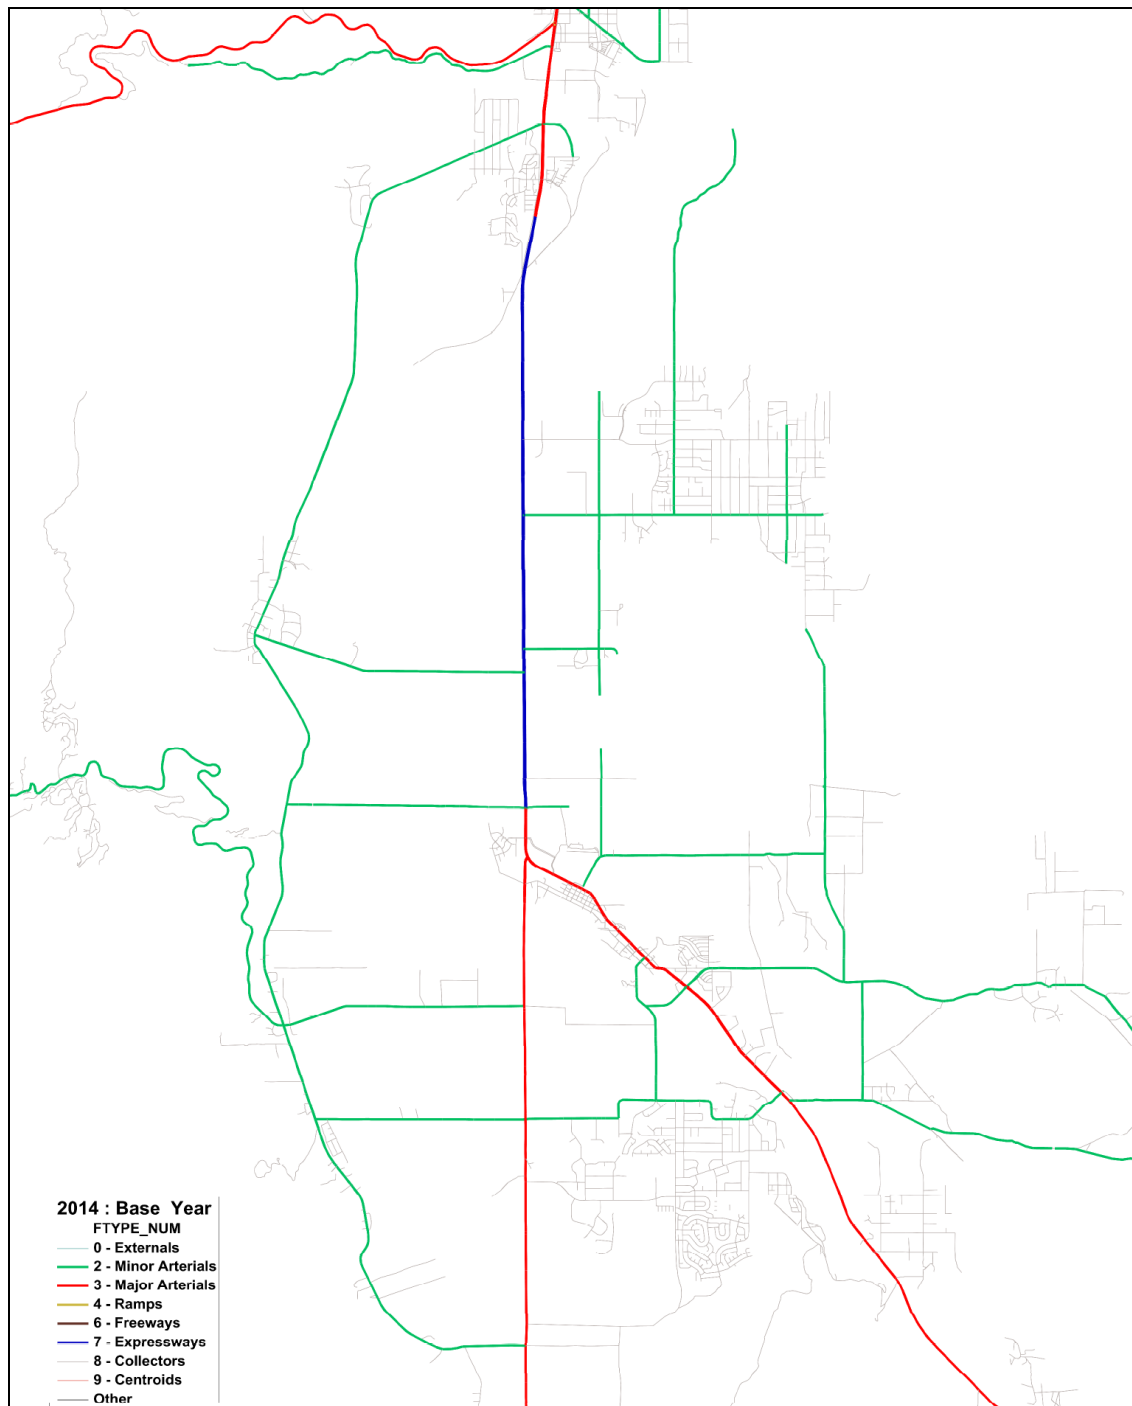 2014 : Base Year
FTYPE_NUM
0 - Externals
2 - Minor Arterials
3 - Major Arterials
4 - Ramps
6 - Freeways
7 - Expressways
8 - Collectors
9 - Centroids
Other